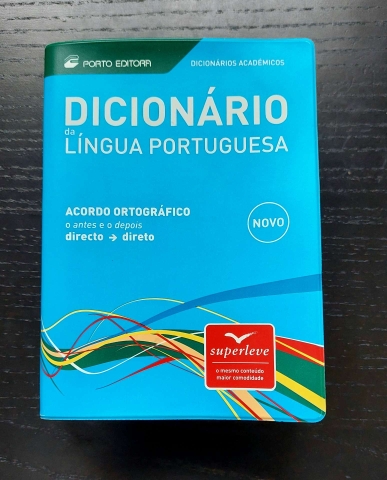 PORTO EDITORA
DICIONÁRIOS ACADÉMICOS
DICIONÁRIO
da
LÍNGUA PORTUGUESA
ACORDO ORTOGRÁFICO
o antes e o depois
directo → direto
NOVO
superleve
o mesmo conteúdo
maior comodidade